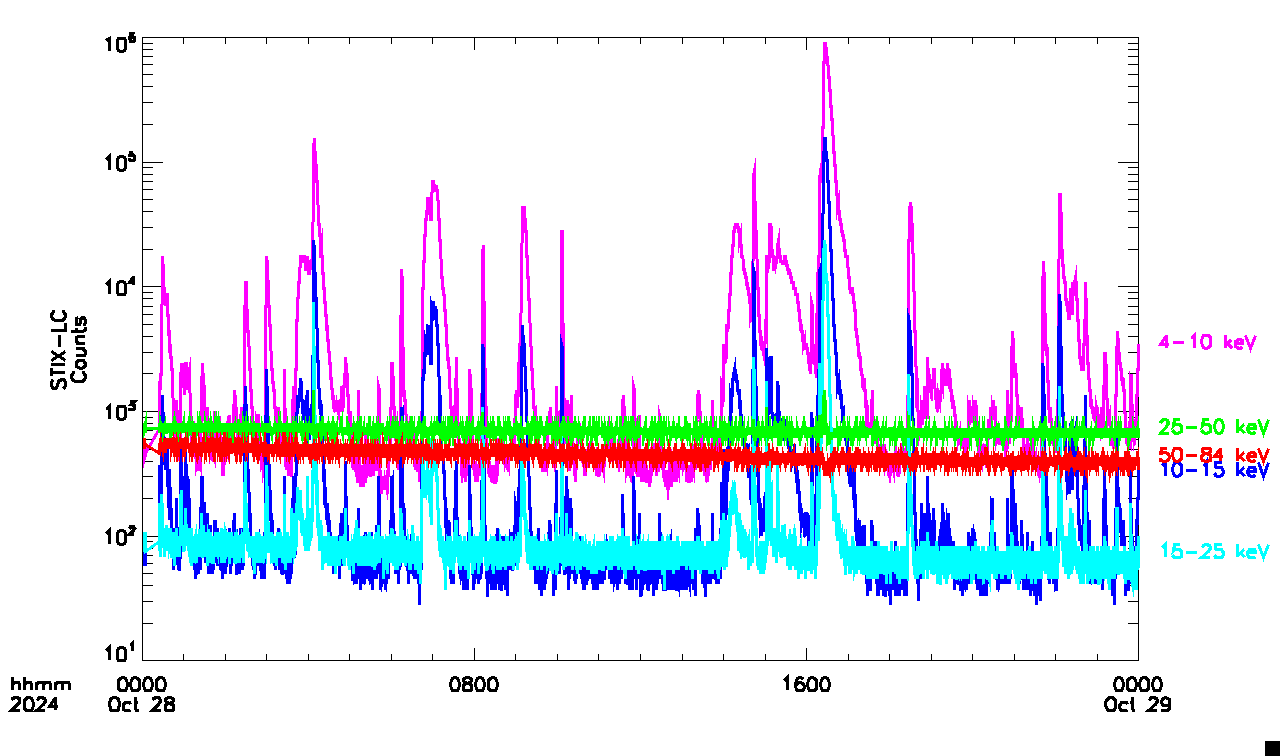 10⁶
10⁵
10⁴
10³
10²
10¹
STIX-LC
Counts
4-10 keV
25-50 keV
50-84 keV
10-15 keV
15-25 keV
hhmm 0000 0800 1600 0000
2024 Oct 28 Oct 29